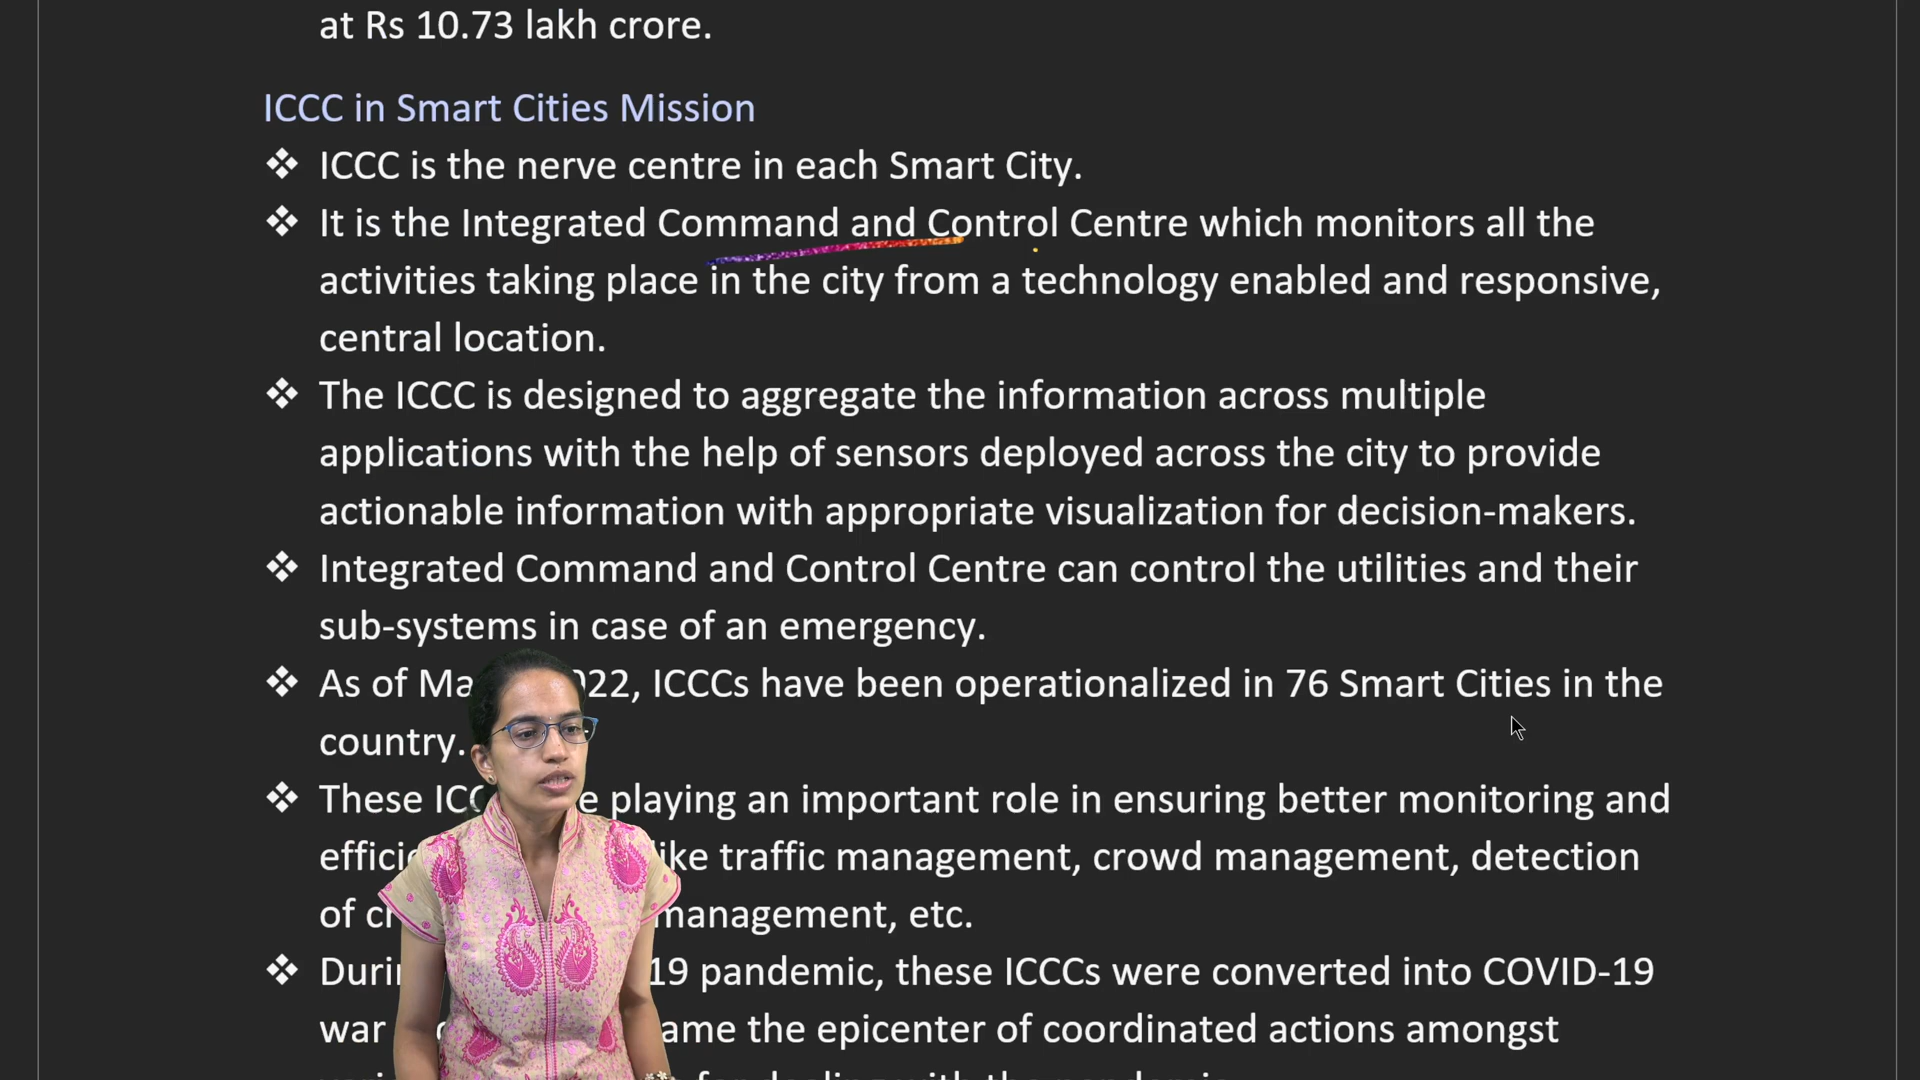 at Rs 10.73 lakh crore.
ICCC in Smart Cities Mission
❖ ICCC is the nerve centre in each Smart City.
❖ It is the Integrated Command and Control Centre which monitors all the
activities taking place in the city from a technology enabled and responsive,
central location.
❖ The ICCC is designed to aggregate the information across multiple
applications with the help of sensors deployed across the city to provide
actionable information with appropriate visualization for decision-makers.
❖ Integrated Command and Control Centre can control the utilities and their
sub-systems in case of an emergency.
❖ As of 22, ICCCs have been operationalized in 76 Smart Cities in the
country.
❖ These playing an important role in ensuring better monitoring and
traffic management, crowd management, detection
of management, etc.
❖ 19 pandemic, these ICCCs were converted into COVID-19
war the epicenter of coordinated actions amongst